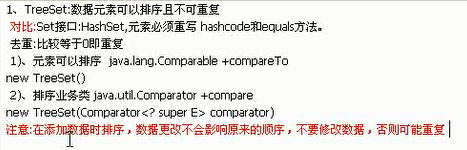 1、TreeSet:数据元素可以排序且不可重复
对比:Set接口:HashSet,元素必须重写 hashcode和equals方法。
去重:比较等于0即重复
1)、元素可以排序 java.lang.Comparable +compareTo
new TreeSet()
2)、排序业务类 java.util.Comparator +compare
new TreeSet(Comparator<? super E> comparator)
注意:在添加数据时排序，数据更改不会影响原来的顺序，不要修改数据，否则可能重复